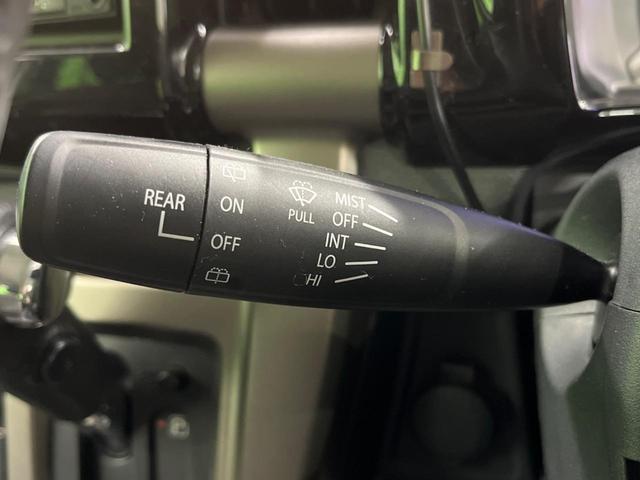 REAR
ON
OFF
PULL
MIST
OFF
INT
LO
HI